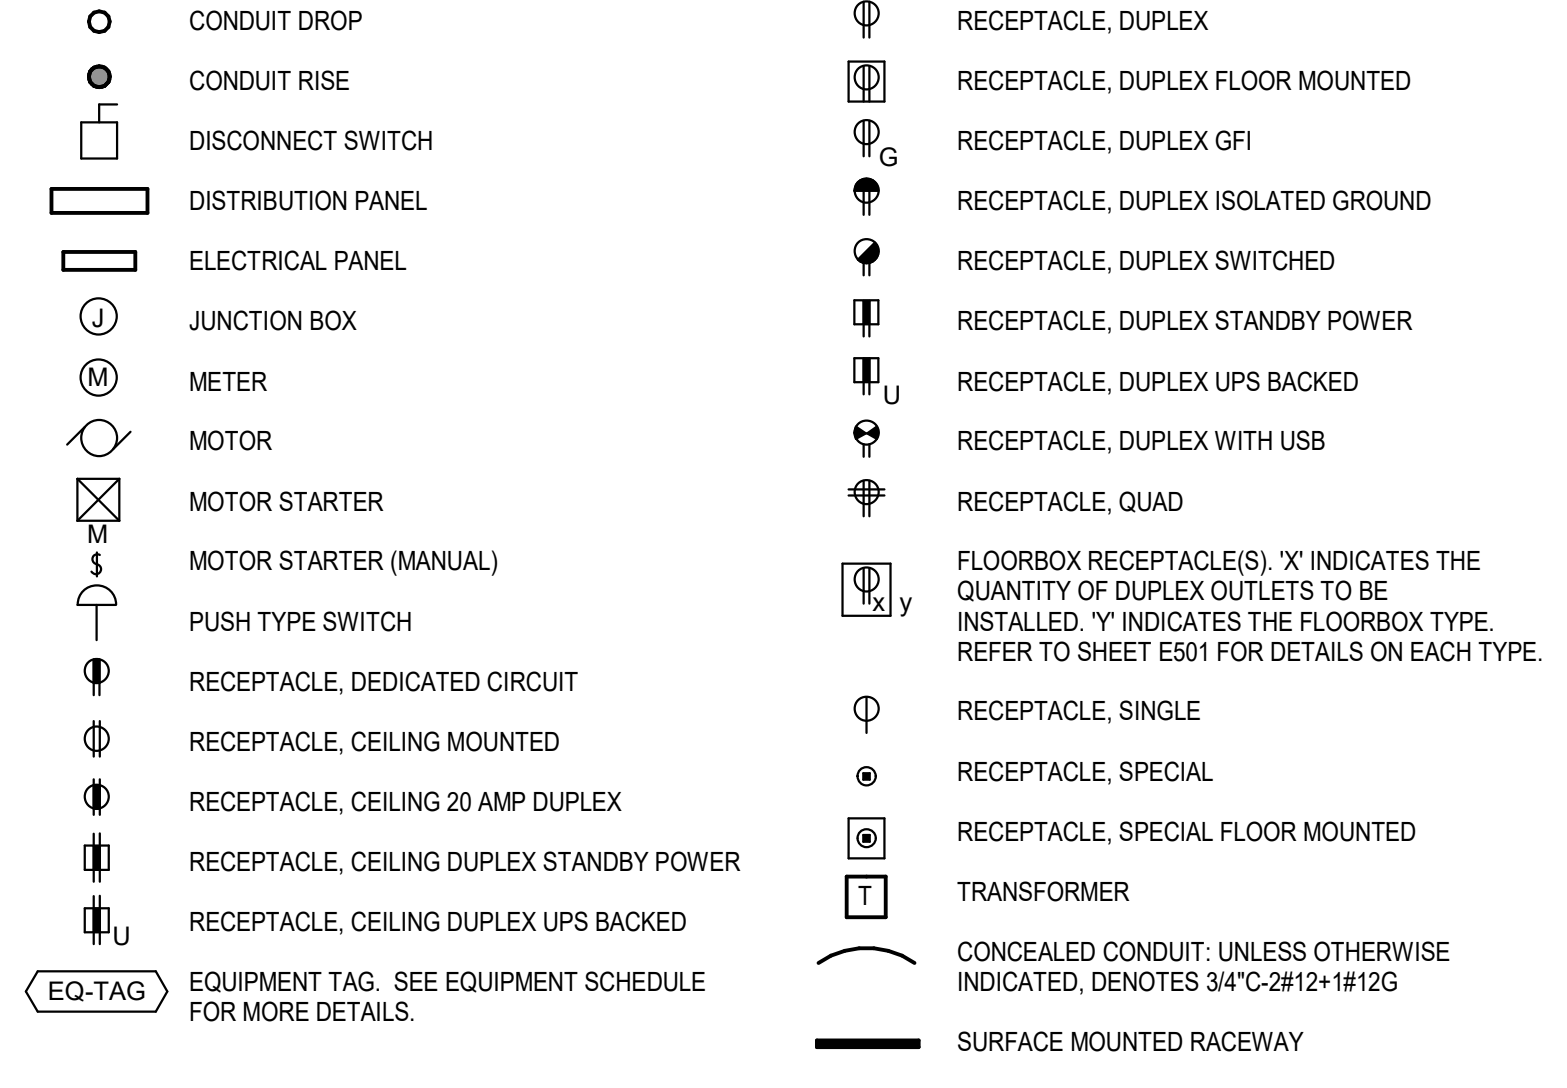 CONDUIT DROP
CONDUIT RISE
DISCONNECT SWITCH
DISTRIBUTION PANEL
ELECTRICAL PANEL
J JUNCTION BOX
M METER
MOTOR
MOTOR STARTER
M
$ MOTOR STARTER (MANUAL)
PUSH TYPE SWITCH
RECEPTACLE, DEDICATED CIRCUIT
RECEPTACLE, CEILING MOUNTED
RECEPTACLE, CEILING 20 AMP DUPLEX
RECEPTACLE, CEILING DUPLEX STANDBY POWER
U RECEPTACLE, CEILING DUPLEX UPS BACKED
EQ-TAG EQUIPMENT TAG. SEE EQUIPMENT SCHEDULE
FOR MORE DETAILS.
RECEPTACLE, DUPLEX
RECEPTACLE, DUPLEX FLOOR MOUNTED
G RECEPTACLE, DUPLEX GFI
RECEPTACLE, DUPLEX ISOLATED GROUND
RECEPTACLE, DUPLEX SWITCHED
RECEPTACLE, DUPLEX STANDBY POWER
U RECEPTACLE, DUPLEX UPS BACKED
RECEPTACLE, DUPLEX WITH USB
RECEPTACLE, QUAD
FLOORBOX RECEPTACLE(S). 'X' INDICATES THE
QUANTITY OF DUPLEX OUTLETS TO BE
x y INSTALLED. 'Y' INDICATES THE FLOORBOX TYPE.
REFER TO SHEET E501 FOR DETAILS ON EACH TYPE.
RECEPTACLE, SINGLE
RECEPTACLE, SPECIAL
RECEPTACLE, SPECIAL FLOOR MOUNTED
T TRANSFORMER
CONCEALED CONDUIT: UNLESS OTHERWISE
INDICATED, DENOTES 3/4"C-2#12+1#12G
SURFACE MOUNTED RACEWAY